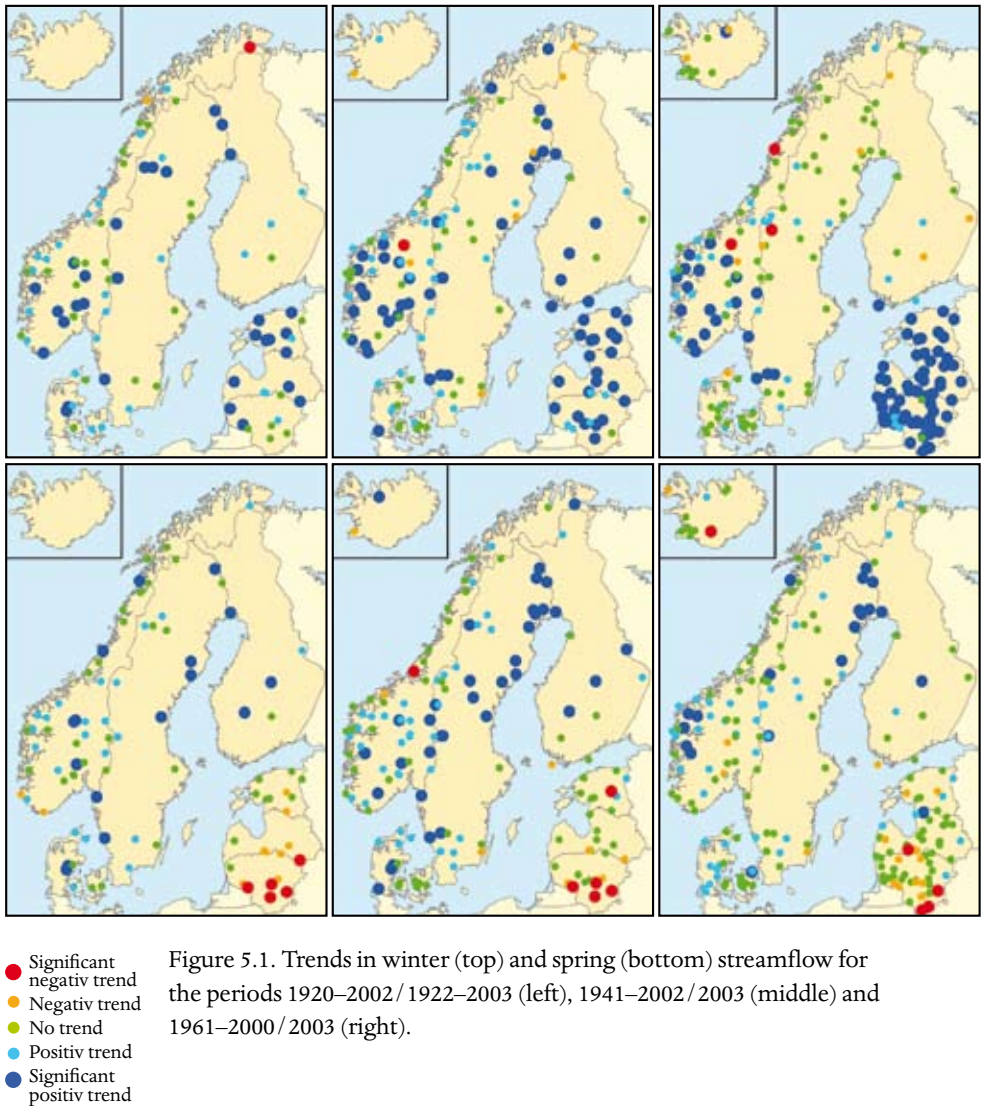 Significant
negativ trend
Negativ trend
No trend
Positiv trend
Significant
positiv trend
Figure 5.1. Trends in winter (top) and spring (bottom) streamflow for
the periods 1920–2002/1922–2003 (left), 1941–2002/2003 (middle) and
1961–2000/2003 (right).